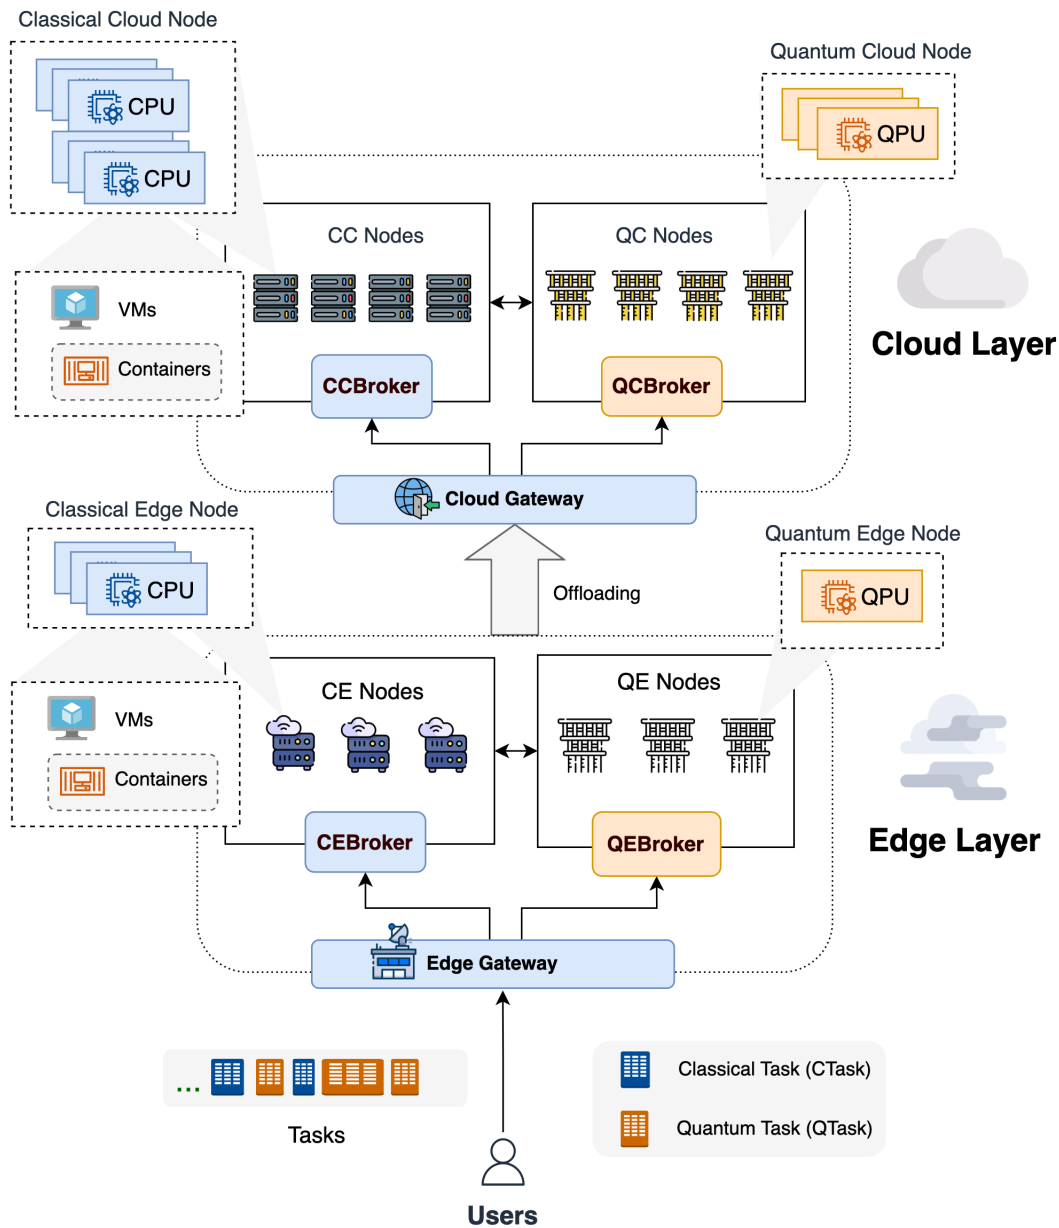 Classical Cloud Node
CPU
CPU
Quantum Cloud Node
QPU
CC Nodes
QC Nodes
VMs
Containers
CCBroker
QCBroker
Cloud Layer
Cloud Gateway
Classical Edge Node
CPU
Offloading
Quantum Edge Node
QPU
CE Nodes
QE Nodes
VMs
Containers
CEBroker
QEBroker
Edge Layer
Edge Gateway
...
Tasks
Classical Task (CTask)
Quantum Task (QTask)
Users